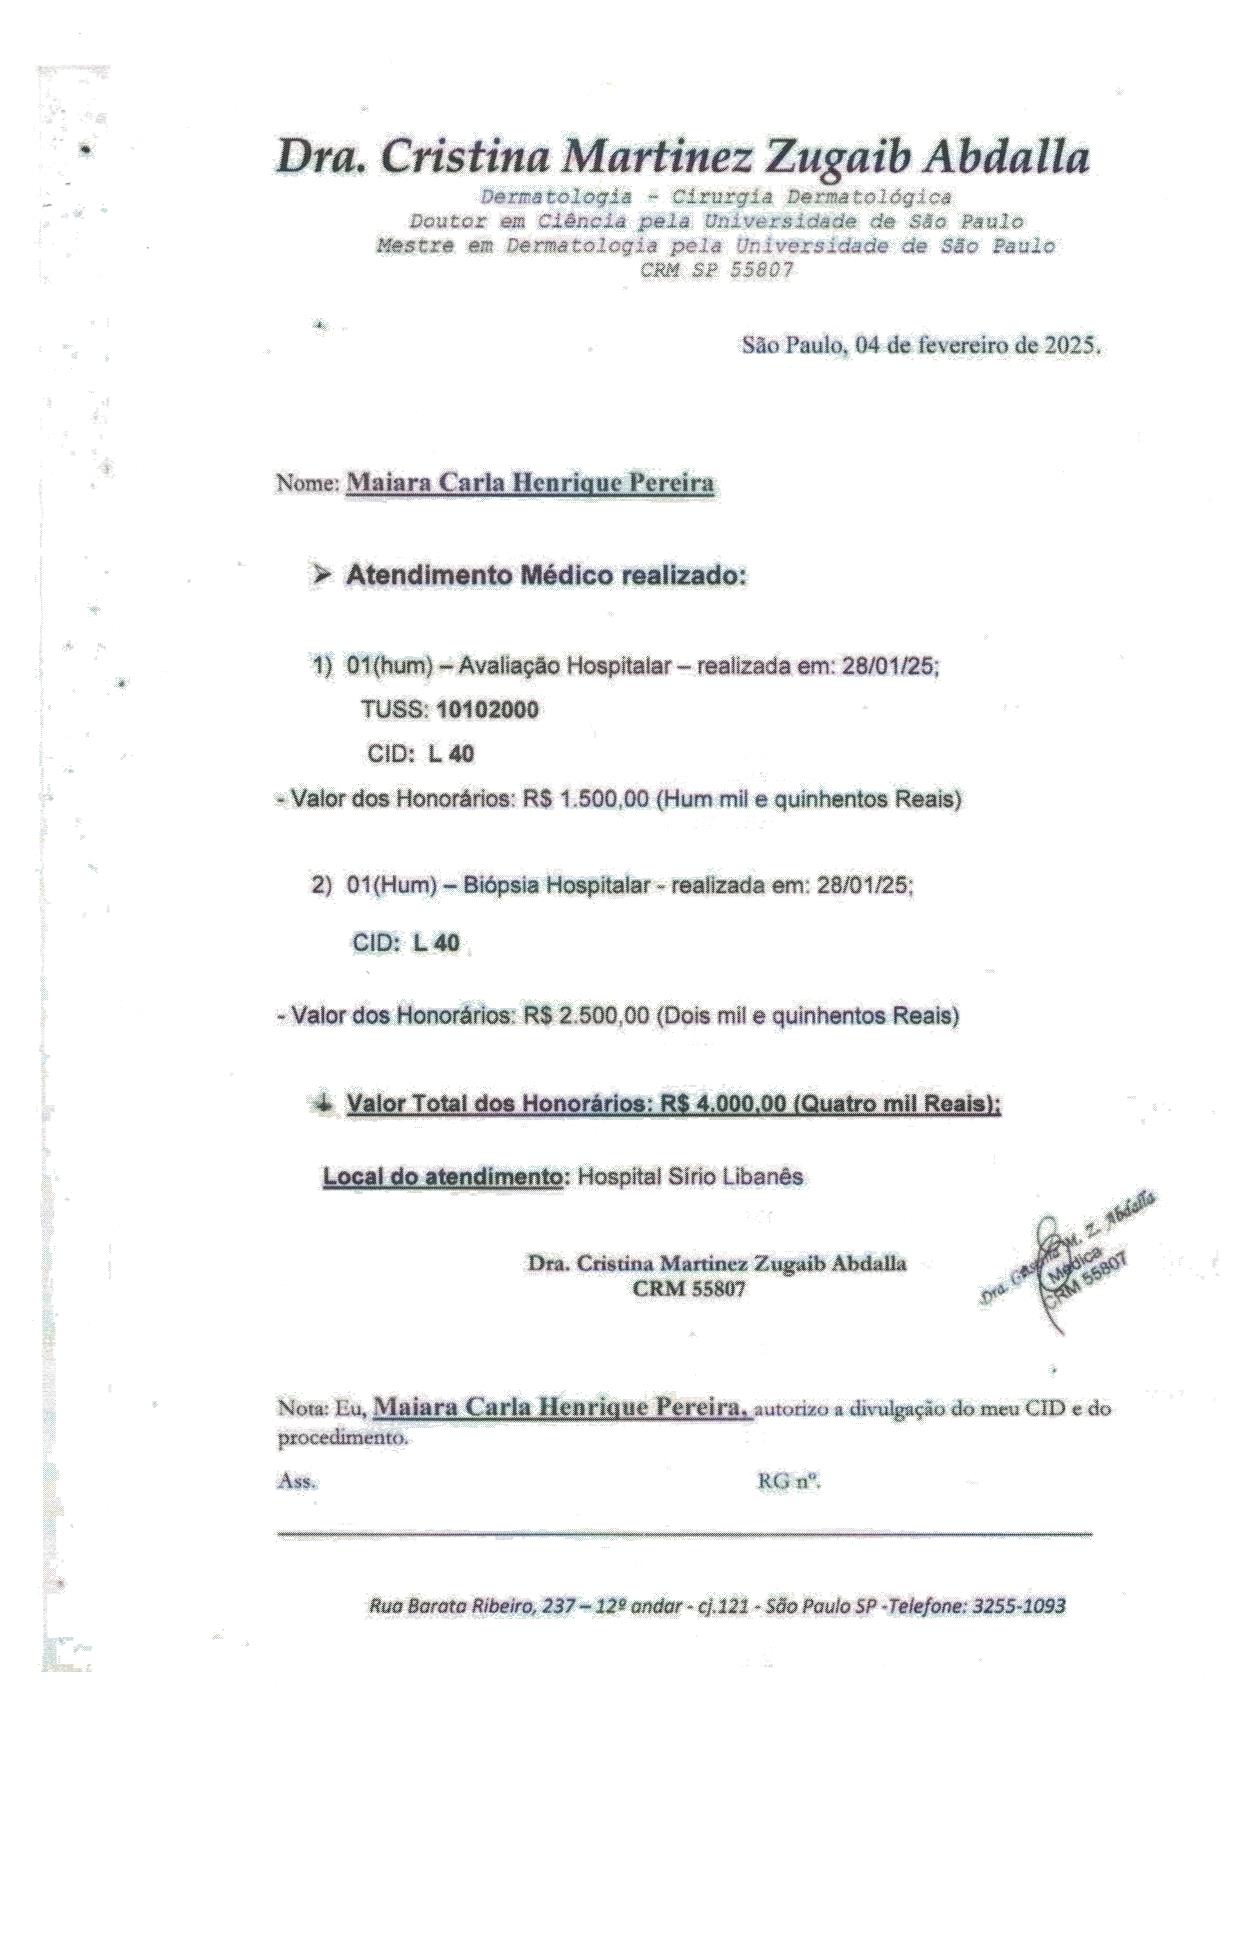 Dra. Cristina Martinez Zugaib Abdalla
Dermatologia - Cirurgia Dermatológica
Doutor em Ciência pela Universidade de São Paulo
Mestre em Dermatologia pela Universidade de São Paulo
CRM SP 55807
São Paulo, 04 de fevereiro de 2025.
Nome: Maiara Carla Henrique Pereira
➢ Atendimento Médico realizado:
1) 01(hum) – Avaliação Hospitalar – realizada em: 28/01/25;
TUSS: 10102000
CID: L 40
- Valor dos Honorários: R$ 1.500,00 (Hum mil e quinhentos Reais)
2) 01(Hum) – Biópsia Hospitalar - realizada em: 28/01/25;
CID: L 40
- Valor dos Honorários: R$ 2.500,00 (Dois mil e quinhentos Reais)
Valor Total dos Honorários: R$ 4.000,00 (Quatro mil Reais);
Local do atendimento: Hospital Sírio Libanês
Dra. Cristina M. Z. Abdalla
Médica
CRM 55807
Dra. Cristina Martinez Zugaib Abdalla
CRM 55807
Nota: Eu, Maiara Carla Henrique Pereira, autorizo a divulgação do meu CID e do
procedimento.
Ass. RG nº.
Rua Barata Ribeiro, 237 – 12º andar - cj.121 - São Paulo SP -Telefone: 3255-1093